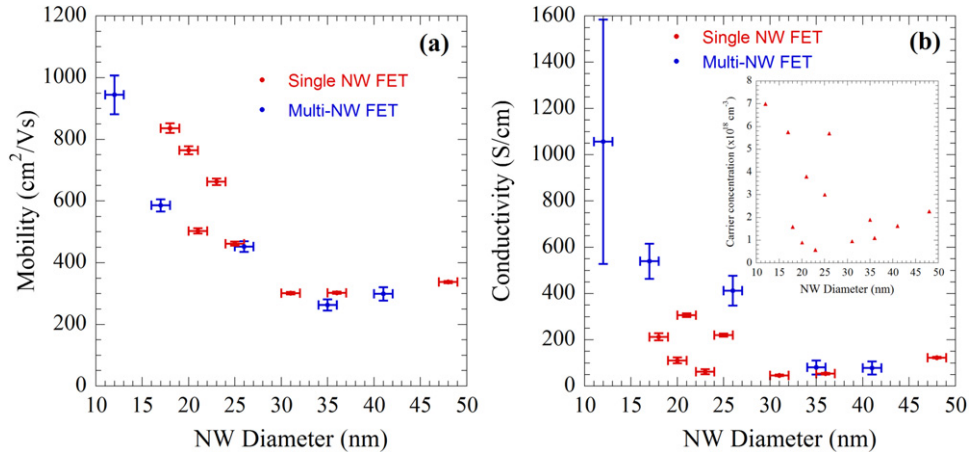 (a)
Single NW FET
Multi-NW FET
Mobility (cm²/Vs)
1200
1000
800
600
400
200
0
10 15 20 25 30 35 40 45 50
NW Diameter (nm)
(b)
Single NW FET
Multi-NW FET
Conductivity (S/cm)
1600
1400
1200
1000
800
600
400
200
0
10 15 20 25 30 35 40 45 50
NW Diameter (nm)
Carrier concentration (x10¹⁸ cm⁻³)
8
7
6
5
4
3
2
1
0
10 15 20 25 30 35 40 45 50
NW Diameter (nm)